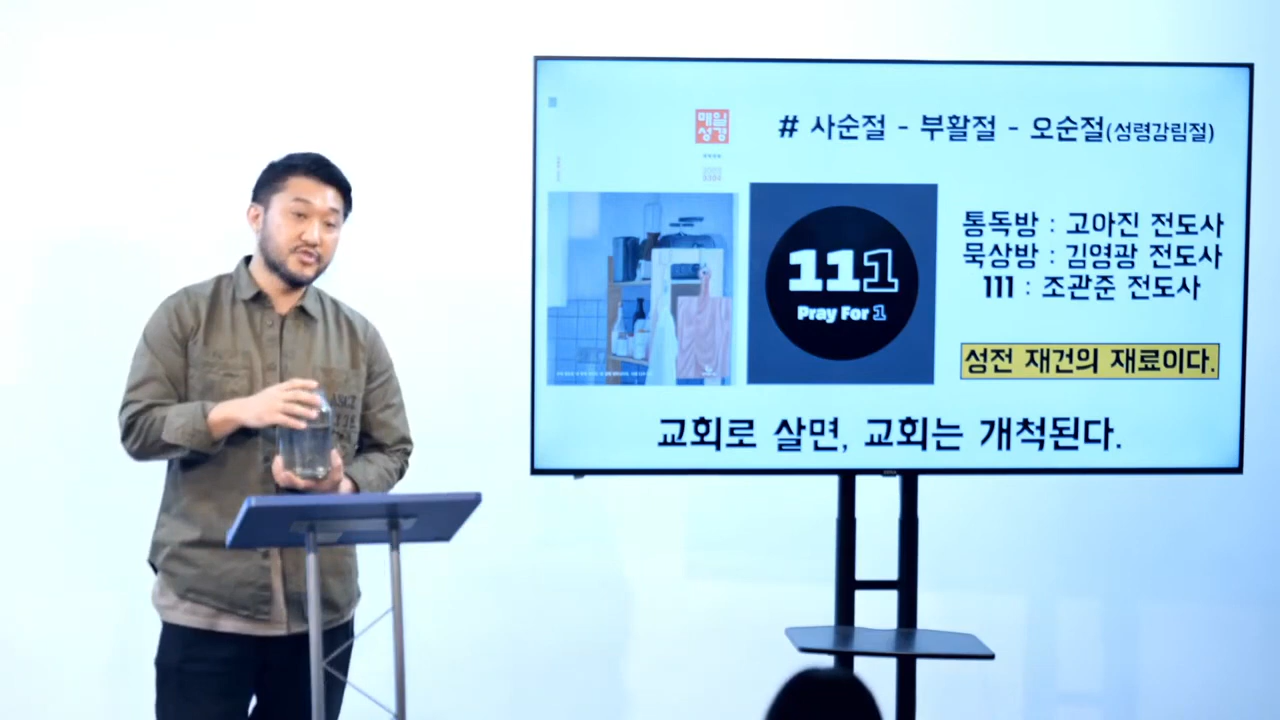 매일
성경
# 사순절 - 부활절 - 오순절(성령강림절)
111
Pray For 1
통독방 : 고아진 전도사
묵상방 : 김영광 전도사
111 : 조관준 전도사
성전 재건의 재료이다.
교회로 살면, 교회는 개척된다.